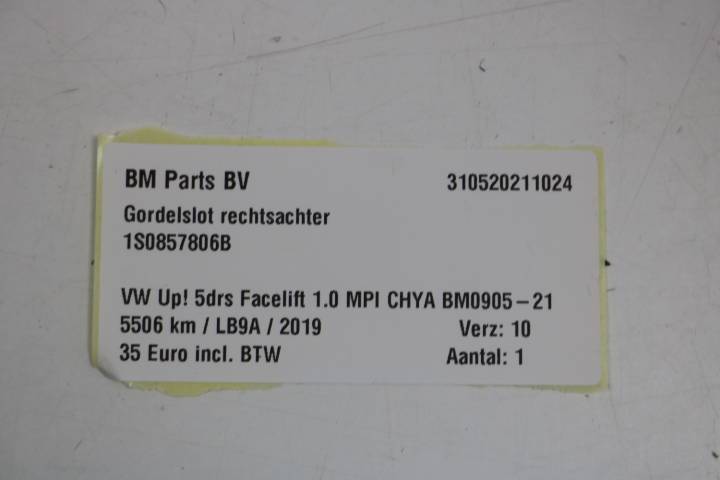 BM Parts BV 310520211024
Gordelslot rechtsachter
1S0857806B
VW Up! 5drs Facelift 1.0 MPI CHYA BM0905-21
5506 km / LB9A / 2019 Verz: 10
35 Euro incl. BTW Aantal: 1